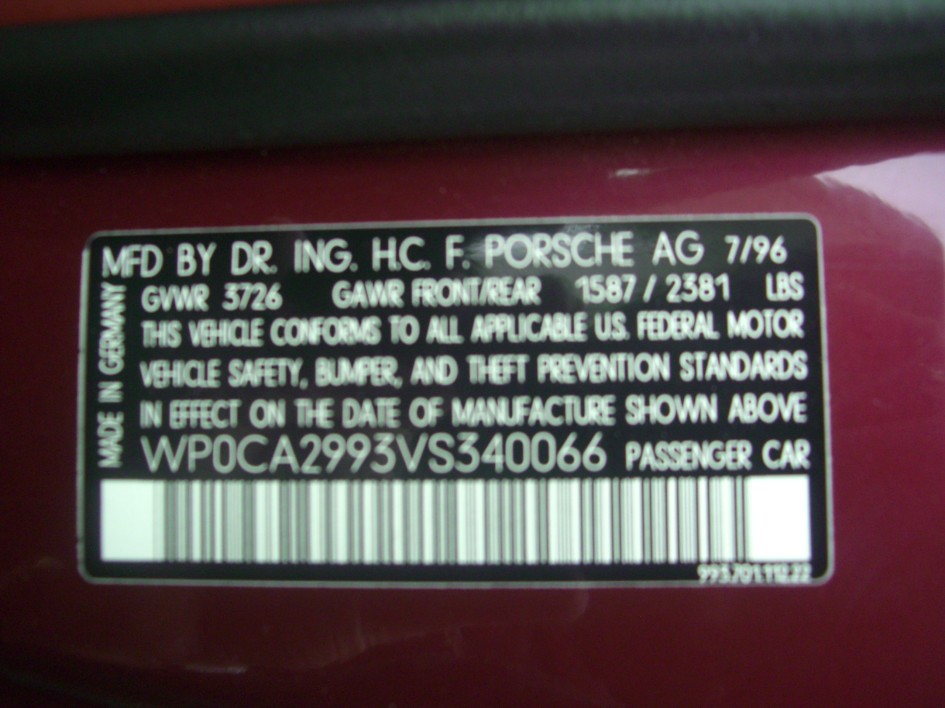 MFD BY DR. ING. H.C. F. PORSCHE AG 7/96
GVWR 3726 GAWR FRONT/REAR 1587 / 2381 LBS
THIS VEHICLE CONFORMS TO ALL APPLICABLE U.S. FEDERAL MOTOR
VEHICLE SAFETY, BUMPER, AND THEFT PREVENTION STANDARDS
IN EFFECT ON THE DATE OF MANUFACTURE SHOWN ABOVE
WP0CA2993VS340066 PASSENGER CAR
MADE IN GERMANY
993.701.112.22